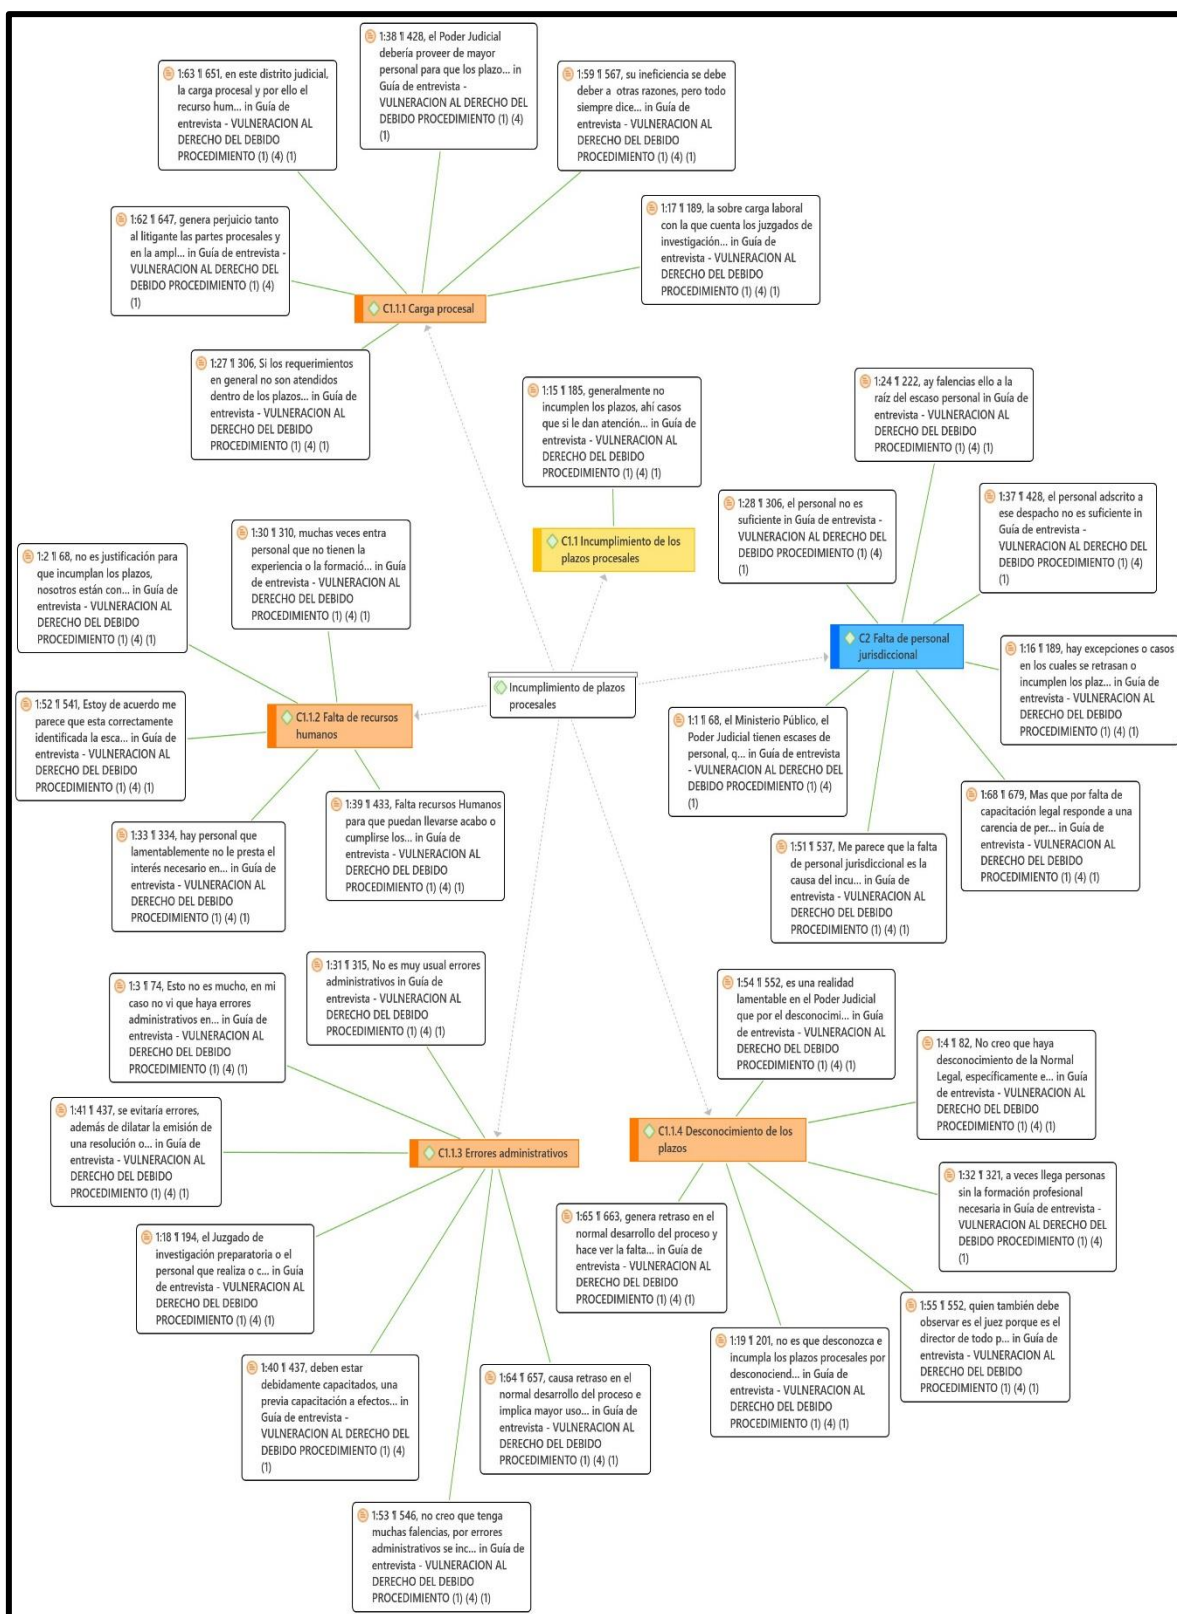 1:38 ¶ 428, el Poder Judicial
debería proveer de mayor
personal para que los plazo... in
Guía de entrevista -
VULNERACION AL DERECHO DEL
DEBIDO PROCEDIMIENTO (1) (4)
(1)
1:63 ¶ 651, en este distrito judicial,
la carga procesal y por ello el
recurso hum... in Guía de
entrevista - VULNERACION AL
DERECHO DEL DEBIDO
PROCEDIMIENTO (1) (4) (1)
1:59 ¶ 567, su ineficiencia se debe
deber a otras razones, pero todo
siempre dice... in Guía de
entrevista - VULNERACION AL
DERECHO DEL DEBIDO
PROCEDIMIENTO (1) (4) (1)
1:62 ¶ 647, genera perjuicio tanto
al litigante las partes procesales y
en la ampl... in Guía de entrevista -
VULNERACION AL DERECHO DEL
DEBIDO PROCEDIMIENTO (1) (4)
(1)
1:17 ¶ 189, la sobre carga laboral
con la que cuenta los juzgados de
investigación... in Guía de
entrevista - VULNERACION AL
DERECHO DEL DEBIDO
PROCEDIMIENTO (1) (4) (1)
C1.1.1 Carga procesal
1:27 ¶ 306, Si los requerimientos
en general no son atendidos
dentro de los plazos... in Guía de
entrevista - VULNERACION AL
DERECHO DEL DEBIDO
PROCEDIMIENTO (1) (4) (1)
1:15 ¶ 185, generalmente no
incumplen los plazos, ahí casos
que si le dan atención... in Guía de
entrevista - VULNERACION AL
DERECHO DEL DEBIDO
PROCEDIMIENTO (1) (4) (1)
1:24 ¶ 222, ay falencias ello a la
raíz del escaso personal in Guía de
entrevista - VULNERACION AL
DERECHO DEL DEBIDO
PROCEDIMIENTO (1) (4) (1)
1:28 ¶ 306, el personal no es
suficiente in Guía de entrevista -
VULNERACION AL DERECHO DEL
DEBIDO PROCEDIMIENTO (1) (4)
(1)
1:37 ¶ 428, el personal adscrito a
ese despacho no es suficiente in
Guía de entrevista -
VULNERACION AL DERECHO DEL
DEBIDO PROCEDIMIENTO (1) (4)
(1)
C1.1 Incumplimiento de los
plazos procesales
1:2 ¶ 68, no es justificación para
que incumplan los plazos,
nosotros están con... in Guía de
entrevista - VULNERACION AL
DERECHO DEL DEBIDO
PROCEDIMIENTO (1) (4) (1)
1:30 ¶ 310, muchas veces entra
personal que no tienen la
experiencia o la formació... in
Guía de entrevista -
VULNERACION AL DERECHO DEL
DEBIDO PROCEDIMIENTO (1) (4)
(1)
C2 Falta de personal
jurisdiccional
1:16 ¶ 189, hay excepciones o casos
en los cuales se retrasan o
incumplen los plaz... in Guía de
entrevista - VULNERACION AL
DERECHO DEL DEBIDO
PROCEDIMIENTO (1) (4) (1)
Incumplimiento de plazos
procesales
1:52 ¶ 541, Estoy de acuerdo me
parece que esta correctamente
identificada la esca... in Guía de
entrevista - VULNERACION AL
DERECHO DEL DEBIDO
PROCEDIMIENTO (1) (4) (1)
C1.1.2 Falta de recursos
humanos
1:1 ¶ 68, el Ministerio Público, el
Poder Judicial tienen escases de
personal, q... in Guía de entrevista
- VULNERACION AL DERECHO DEL
DEBIDO PROCEDIMIENTO (1) (4)
(1)
1:68 ¶ 679, Mas que por falta de
capacitación legal responde a una
carencia de per... in Guía de
entrevista - VULNERACION AL
DERECHO DEL DEBIDO
PROCEDIMIENTO (1) (4) (1)
1:33 ¶ 334, hay personal que
lamentablemente no le presta el
interés necesario en... in Guía de
entrevista - VULNERACION AL
DERECHO DEL DEBIDO
PROCEDIMIENTO (1) (4) (1)
1:39 ¶ 433, Falta recursos Humanos
para que puedan llevarse acabo o
cumplirse los... in Guía de
entrevista - VULNERACION AL
DERECHO DEL DEBIDO
PROCEDIMIENTO (1) (4) (1)
1:51 ¶ 537, Me parece que la falta
de personal jurisdiccional es la
causa del incu... in Guía de
entrevista - VULNERACION AL
DERECHO DEL DEBIDO
PROCEDIMIENTO (1) (4) (1)
1:31 ¶ 315, No es muy usual errores
administrativos in Guía de
entrevista - VULNERACION AL
DERECHO DEL DEBIDO
PROCEDIMIENTO (1) (4) (1)
1:3 ¶ 74, Esto no es mucho, en mi
caso no vi que haya errores
administrativos en... in Guía de
entrevista - VULNERACION AL
DERECHO DEL DEBIDO
PROCEDIMIENTO (1) (4) (1)
1:54 ¶ 552, es una realidad
lamentable en el Poder Judicial
que por el desconocimi... in Guía
de entrevista - VULNERACION AL
DERECHO DEL DEBIDO
PROCEDIMIENTO (1) (4) (1)
1:4 ¶ 82, No creo que haya
desconocimiento de la Normal
Legal, específicamente e... in Guía
de entrevista - VULNERACION AL
DERECHO DEL DEBIDO
PROCEDIMIENTO (1) (4) (1)
1:41 ¶ 437, se evitaría errores,
además de dilatar la emisión de
una resolución o... in Guía de
entrevista - VULNERACION AL
DERECHO DEL DEBIDO
PROCEDIMIENTO (1) (4) (1)
C1.1.3 Errores administrativos
C1.1.4 Desconocimiento de los
plazos
1:32 ¶ 321, a veces llega personas
sin la formación profesional
necesaria in Guía de entrevista -
VULNERACION AL DERECHO DEL
DEBIDO PROCEDIMIENTO (1) (4)
(1)
1:18 ¶ 194, el Juzgado de
investigación preparatoria o el
personal que realiza o c... in Guía
de entrevista - VULNERACION AL
DERECHO DEL DEBIDO
PROCEDIMIENTO (1) (4) (1)
1:65 ¶ 663, genera retraso en el
normal desarrollo del proceso y
hace ver la falta... in Guía de
entrevista - VULNERACION AL
DERECHO DEL DEBIDO
PROCEDIMIENTO (1) (4) (1)
1:55 ¶ 552, quien también debe
observar es el juez porque es el
director de todo p... in Guía de
entrevista - VULNERACION AL
DERECHO DEL DEBIDO
PROCEDIMIENTO (1) (4) (1)
1:19 ¶ 201, no es que desconozca e
incumpla los plazos procesales por
desconociend... in Guía de
entrevista - VULNERACION AL
DERECHO DEL DEBIDO
PROCEDIMIENTO (1) (4) (1)
1:40 ¶ 437, deben estar
debidamente capacitados, una
previa capacitación a efectos... in
Guía de entrevista -
VULNERACION AL DERECHO DEL
DEBIDO PROCEDIMIENTO (1) (4)
(1)
1:64 ¶ 657, causa retraso en el
normal desarrollo del proceso e
implica mayor uso... in Guía de
entrevista - VULNERACION AL
DERECHO DEL DEBIDO
PROCEDIMIENTO (1) (4) (1)
1:53 ¶ 546, no creo que tenga
muchas falencias, por errores
administrativos se inc... in Guía de
entrevista - VULNERACION AL
DERECHO DEL DEBIDO
PROCEDIMIENTO (1) (4) (1)